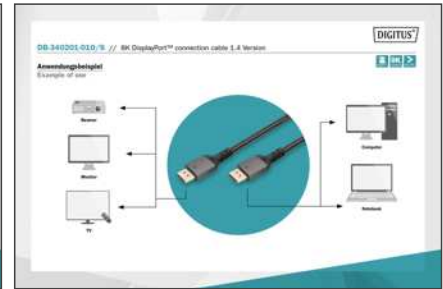 DIGITUS®
DB-340201-010/S // 8K DisplayPort™ connection cable 1.4 Version
8K
Anwendungsbeispiel
Example of use
Monitor
TV
Computer
Notebook